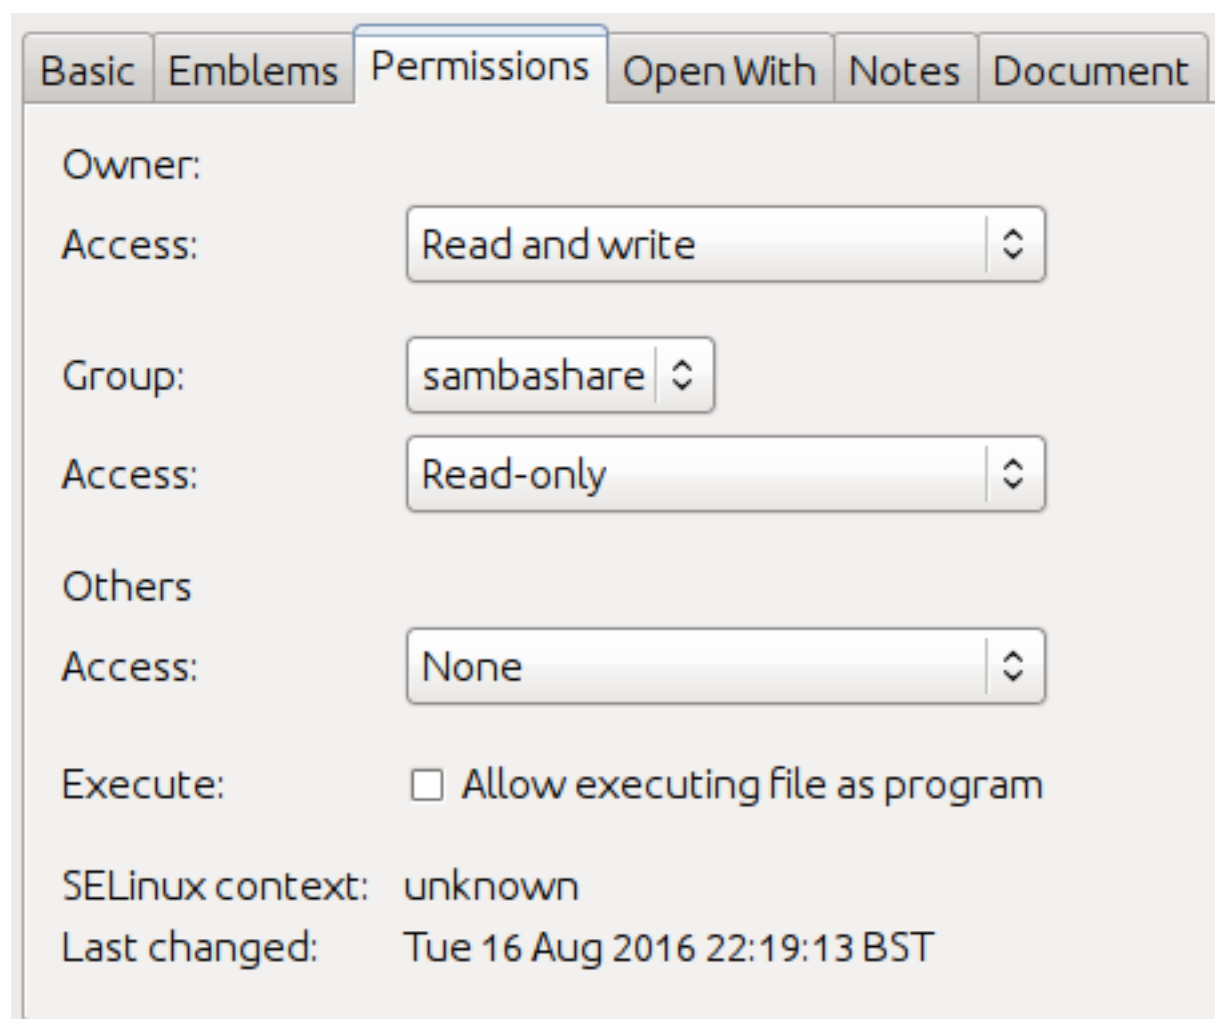 Basic Emblems Permissions Open With Notes Document
Owner:
Access: Read and write
Group: sambashare
Access: Read-only
Others
Access: None
Execute: Allow executing file as program
SELinux context: unknown
Last changed: Tue 16 Aug 2016 22:19:13 BST